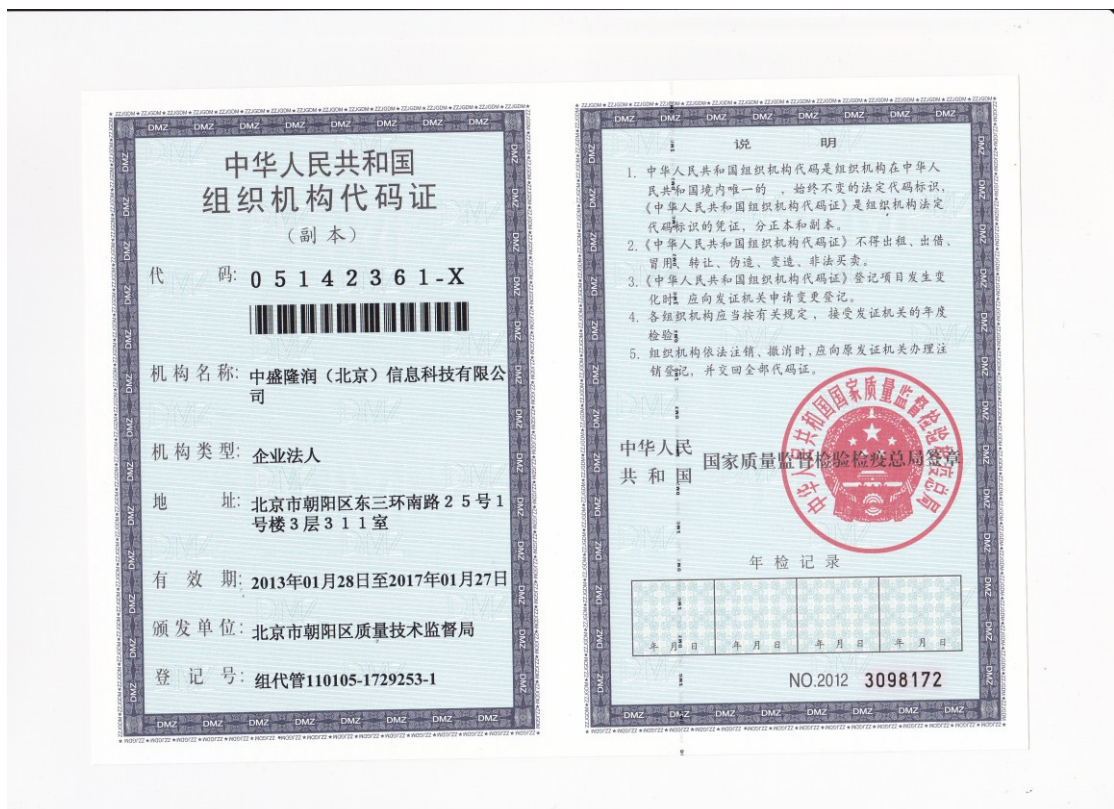 中华人民共和国
组织机构代码证
（副 本）
代 码: 05142361-X
机构名称: 中盛隆润（北京）信息科技有限公
司
机构类型: 企业法人
地 址: 北京市朝阳区东三环南路２５号１
号楼３层３１１室
有 效 期: 2013年01月28日至2017年01月27日
颁发单位: 北京市朝阳区质量技术监督局
登 记 号: 组代管110105-1729253-1
说 明
1. 中华人民共和国组织机构代码是组织机构在中华人
民共和国境内唯一的 ，始终不变的法定代码标识，
《中华人民共和国组织机构代码证》是组织机构法定
代码标识的凭证，分正本和副本。
2.《中华人民共和国组织机构代码证》不得出租、出借、
冒用、转让、伪造、变造、非法买卖。
3.《中华人民共和国组织机构代码证》登记项目发生变
化时，应向发证机关申请变更登记。
4. 各组织机构应当按有关规定，接受发证机关的年度
检验。
5. 组织机构依法注销、撤消时，应向原发证机关办理注
销登记，并交回全部代码证。
中华人民
共 和 国 国家质量监督检验检疫总局签章
中华人民共和国国家质量监督检验检疫总局
年 检 记 录
年 月 日 年 月 日 年 月 日 年 月 日
NO.2012 3098172